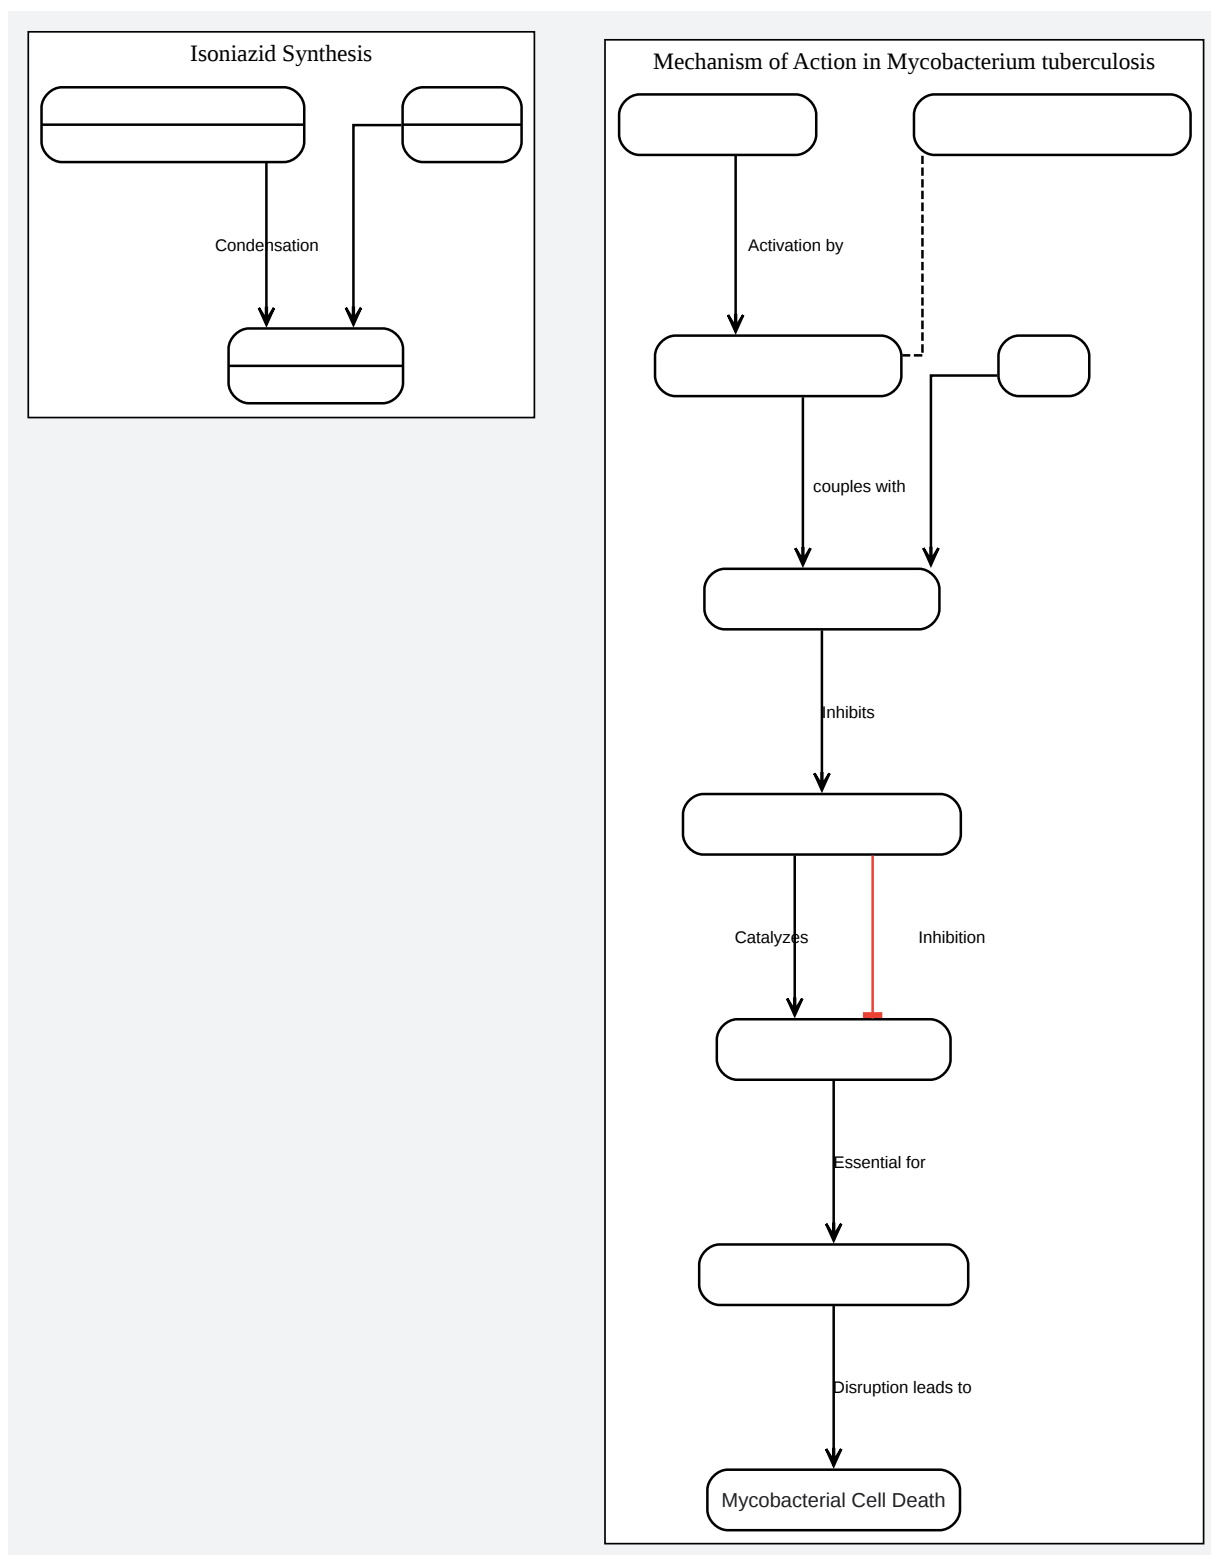 Isoniazid Synthesis
Condensation
Mechanism of Action in Mycobacterium tuberculosis
Activation by
couples with
Inhibits
Catalyzes
Inhibition
Essential for
Disruption leads to
Mycobacterial Cell Death